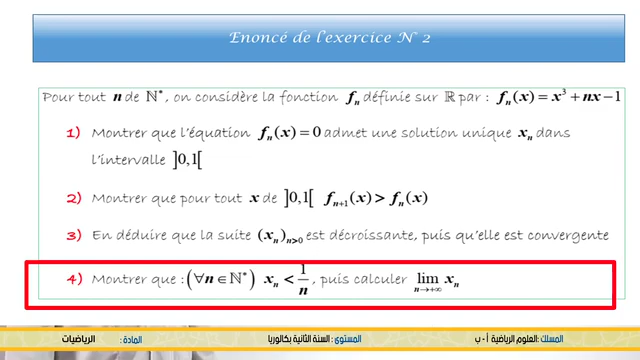 Enoncé de l'exercice N° 2
Pour tout n de ℕ*, on considère la fonction fₙ définie sur ℝ par : fₙ(x) = x³ + nx − 1
1) Montrer que l'équation fₙ(x) = 0 admet une solution unique xₙ dans
l'intervalle ]0,1[
2) Montrer que pour tout x de ]0,1[ fₙ₊₁(x) > fₙ(x)
3) En déduire que la suite (xₙ)ₙ>₀ est décroissante, puis qu'elle est convergente
4) Montrer que : (∀n ∈ ℕ*) xₙ < 1/n , puis calculer lim xₙ n→+∞
المسلك :العلوم الرياضية أ - ب المستوى : السنة الثانية بكالوريا المادة : الرياضيات